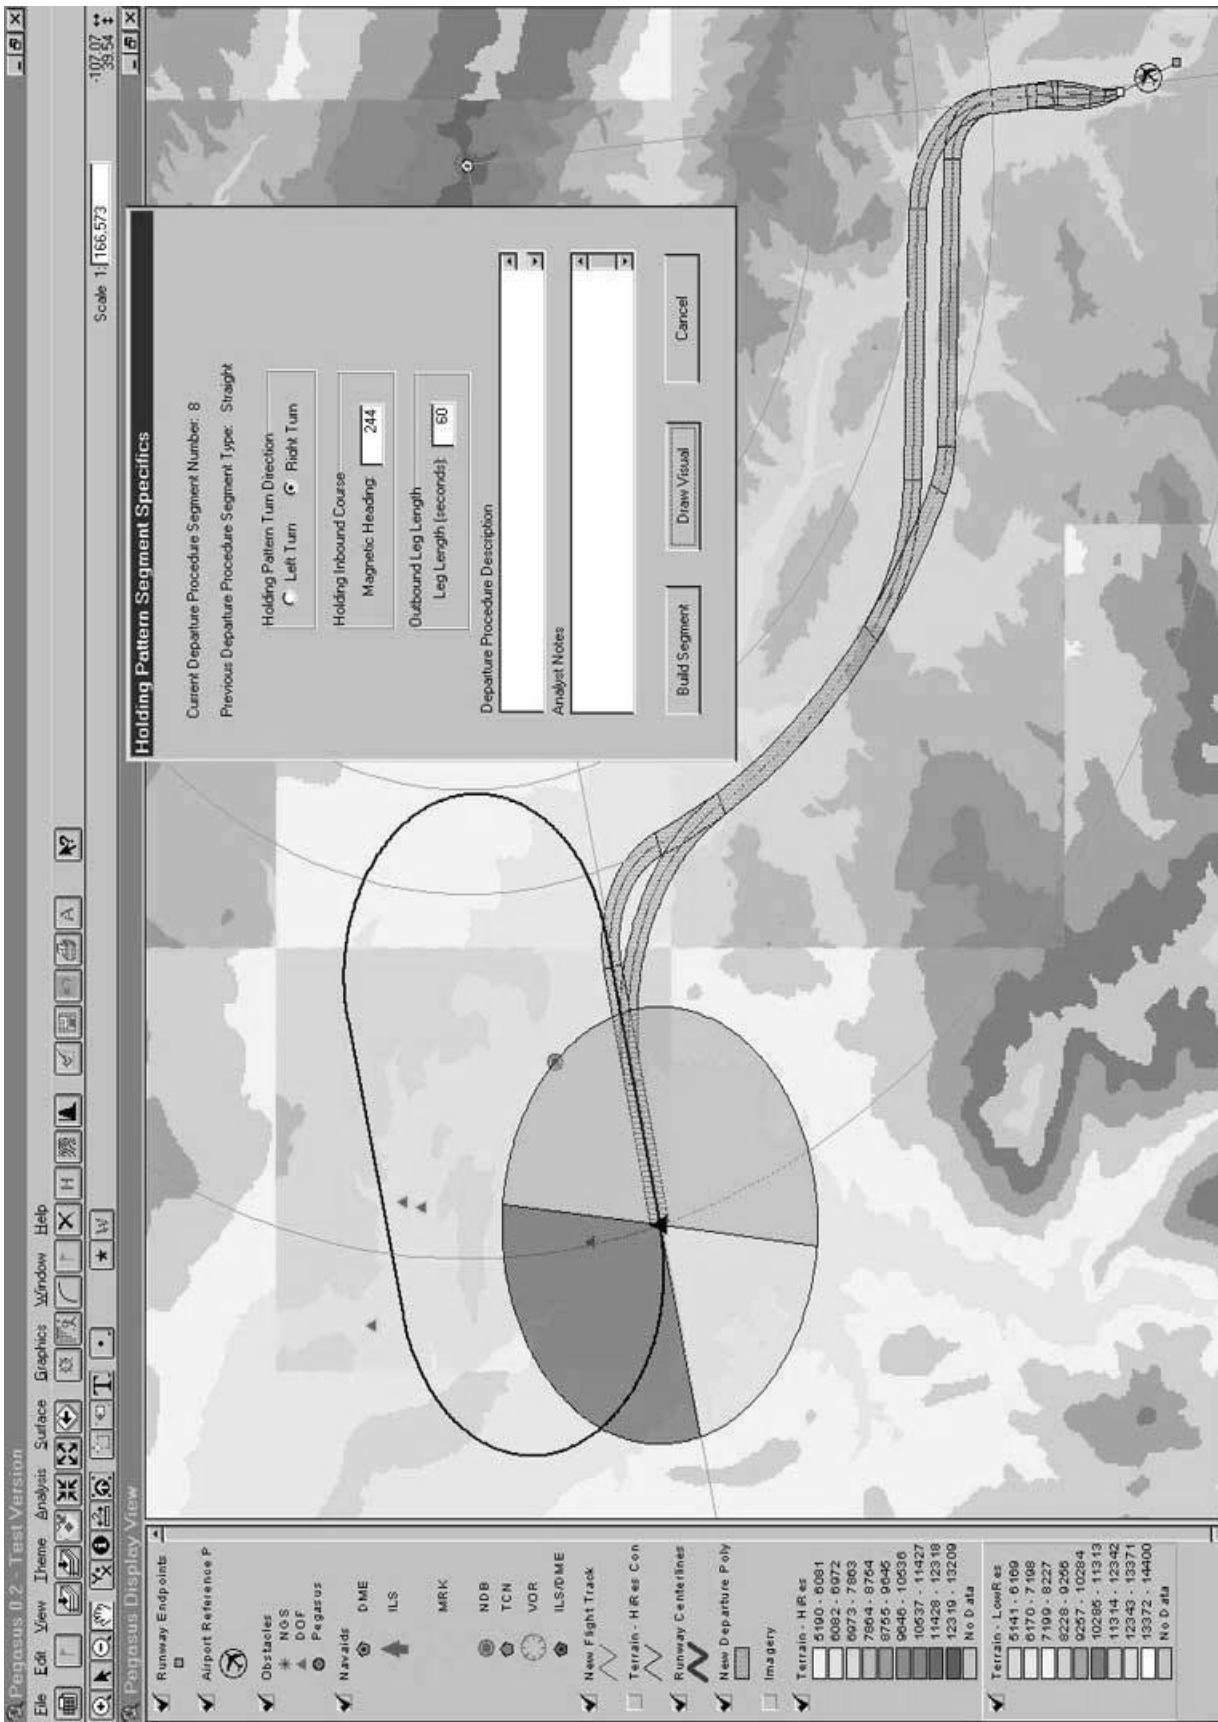 Pegasus 0.2 - Test Version
File Edit View Theme Analysis Surface Graphics Window Help
H
A
T
W
Scale 1: 166.573
-107.07
39.54
Pegasus Display View
Runway Endpoints
Airport Reference P
Obstacles
NGS
DOF
Pegasus
Navaids
DME
ILS
MRK
NDB
TCN
VOR
ILS/DME
New Flight Track
Terrain - HiRes Con
Runway Centerlines
New Departure Poly
Imagery
Terrain - HiRes
5190 - 6081
6082 - 6972
6973 - 7863
7864 - 8754
8755 - 9645
9646 - 10536
10537 - 11427
11428 - 12318
12319 - 13209
No Data
Terrain - LowRes
5141 - 6169
6170 - 7198
7199 - 8227
8228 - 9256
9257 - 10284
10285 - 11313
11314 - 12342
12343 - 13371
13372 - 14400
No Data
Holding Pattern Segment Specifics
Current Departure Procedure Segment Number: 8
Previous Departure Procedure Segment Type: Straight
Holding Pattern Turn Direction
Left Turn Right Turn
Holding Inbound Course
Magnetic Heading: 244
Outbound Leg Length
Leg Length (seconds): 60
Departure Procedure Description
Analyst Notes
Build Segment Draw Visual Cancel